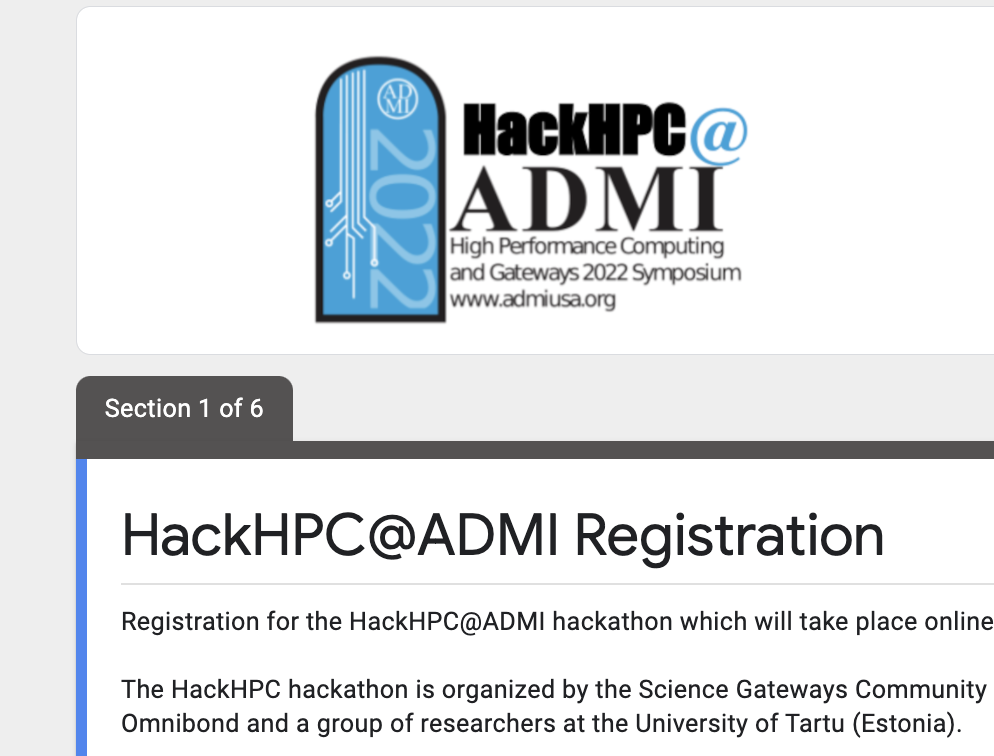 AD
MI
2022
HackHPC@
ADMI
High Performance Computing
and Gateways 2022 Symposium
www.admiusa.org
Section 1 of 6
HackHPC@ADMI Registration
Registration for the HackHPC@ADMI hackathon which will take place online
The HackHPC hackathon is organized by the Science Gateways Community
Omnibond and a group of researchers at the University of Tartu (Estonia).